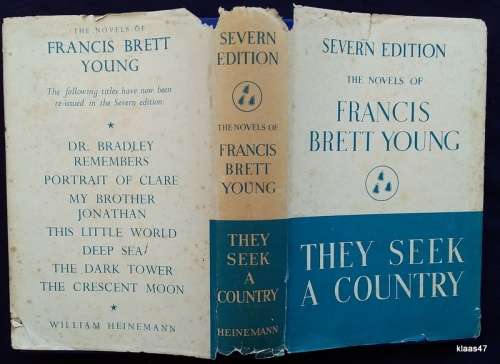 THE NOVELS OF
FRANCIS BRETT
YOUNG
The following titles have now been
re-issued in the Severn edition:
DR. BRADLEY
REMEMBERS
PORTRAIT OF CLARE
MY BROTHER
JONATHAN
THIS LITTLE WORLD
DEEP SEA
THE DARK TOWER
THE CRESCENT MOON
WILLIAM HEINEMANN
SEVERN
EDITION
THE NOVELS OF
FRANCIS
BRETT
YOUNG
THEY
SEEK
A
COUNTRY
HEINEMANN
SEVERN EDITION
THE NOVELS OF
FRANCIS
BRETT YOUNG
THEY SEEK
A COUNTRY
klaas47